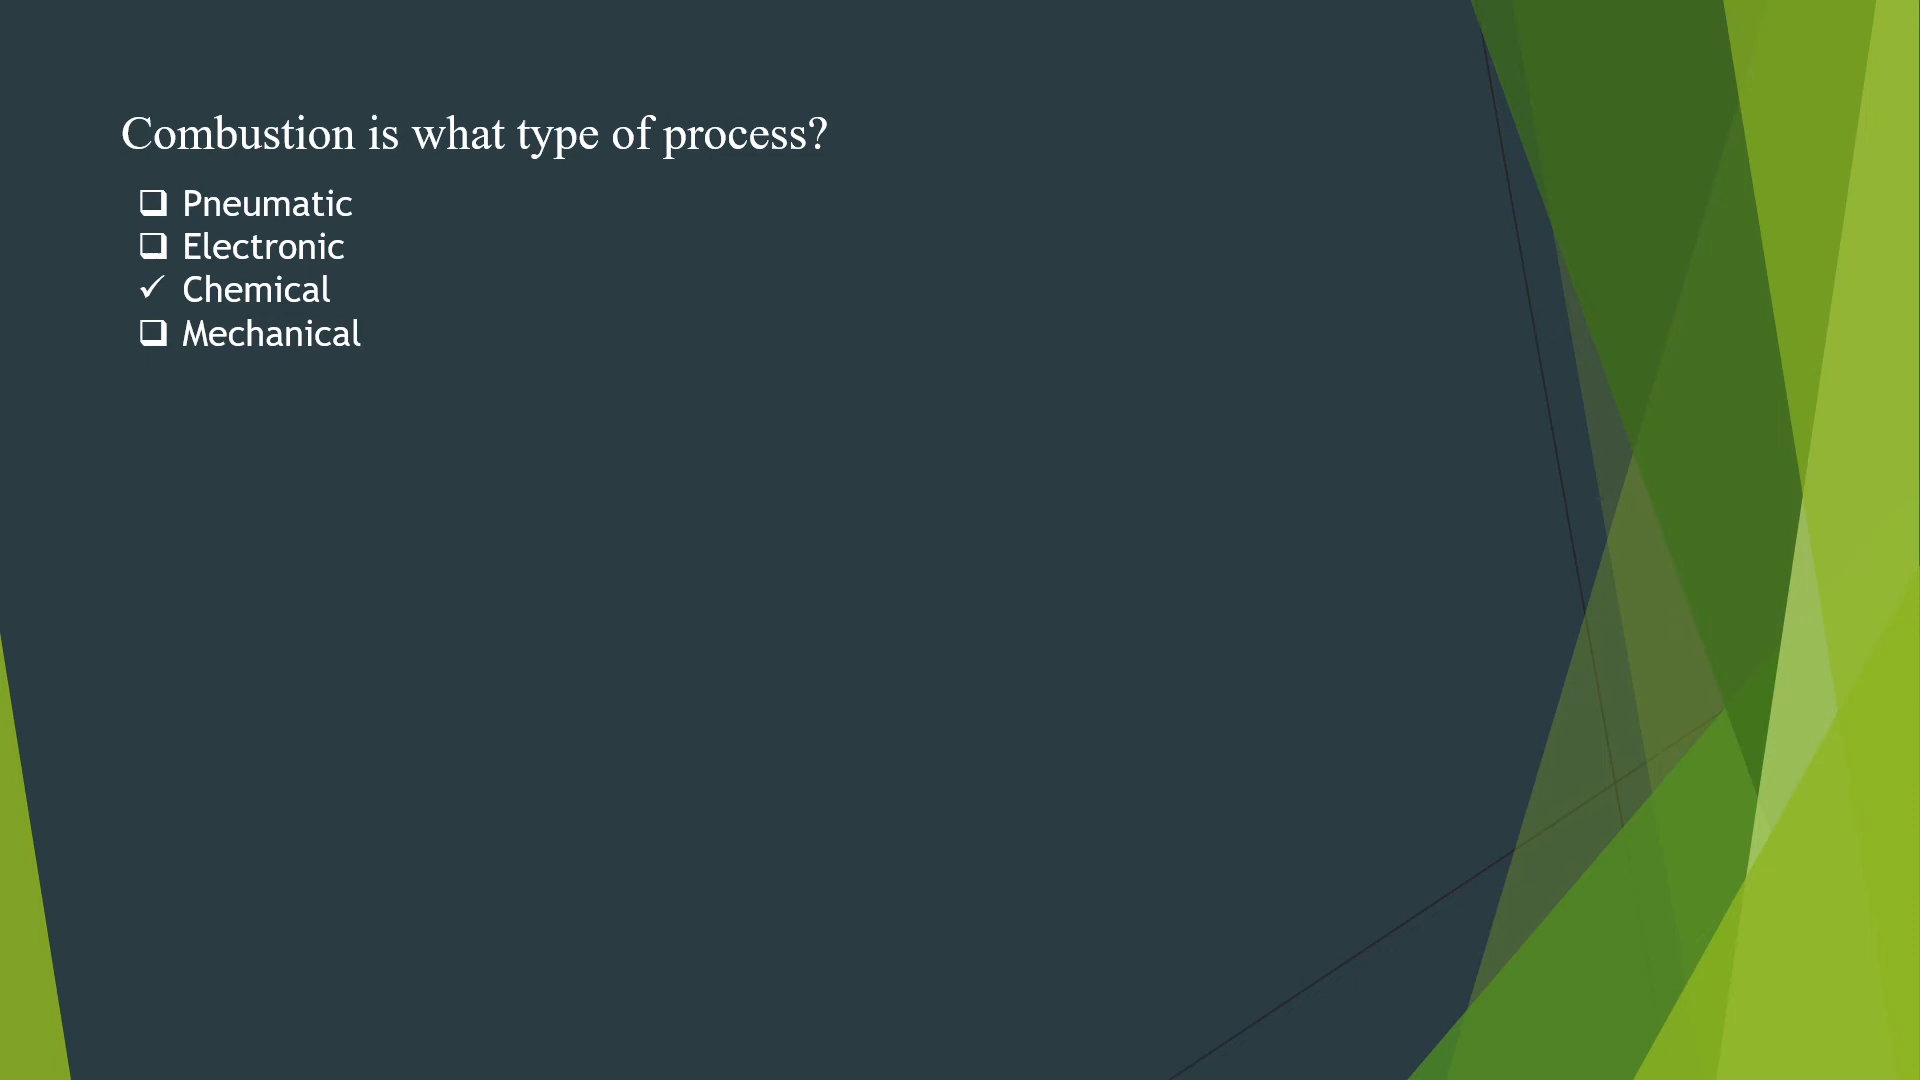 Combustion is what type of process?
❑ Pneumatic
❑ Electronic
✓ Chemical
❑ Mechanical